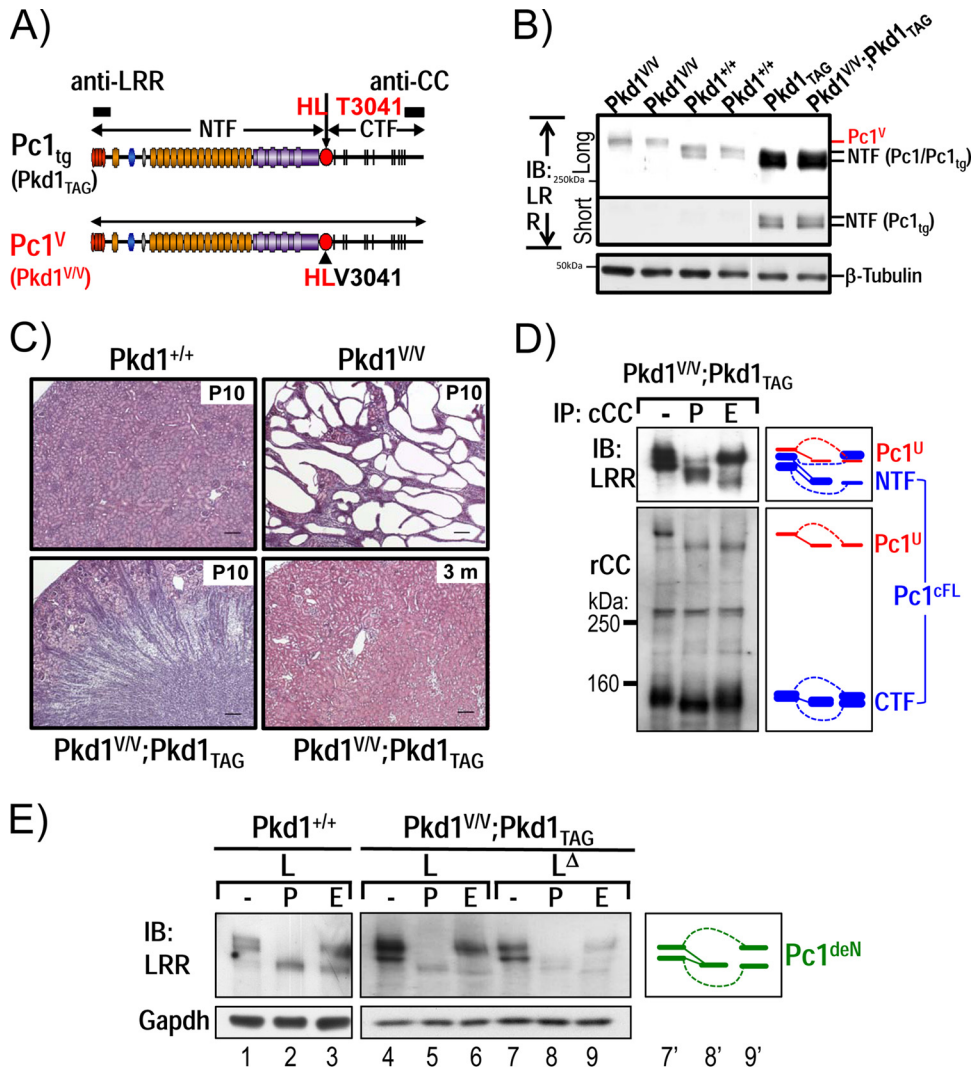 A)
anti-LRR
anti-CC
HL T3041
NTF
CTF
Pc1tg
(Pkd1TAG)
Pc1V
(Pkd1V/V)
HLV3041
B)
Pkd1V/V
Pkd1V/V
Pkd1+/+
Pkd1+/+
Pkd1TAG
Pkd1V/V;Pkd1TAG
IB:
LR
R
Long
Short
250kDa
50kDa
Pc1V
NTF (Pc1/Pc1tg)
NTF (Pc1tg)
β-Tubulin
C)
Pkd1+/+
Pkd1V/V
P10
P10
P10
3 m
Pkd1V/V;Pkd1TAG
Pkd1V/V;Pkd1TAG
D)
Pkd1V/V;Pkd1TAG
IP: cCC - P E
IB:
LRR
rCC
kDa:
250
160
Pc1U
NTF
Pc1U
Pc1cFL
CTF
E)
Pkd1+/+
Pkd1V/V;Pkd1TAG
L
L
LΔ
- P E - P E - P E
IB:
LRR
Gapdh
Pc1deN
1 2 3 4 5 6 7 8 9 7’ 8’ 9’